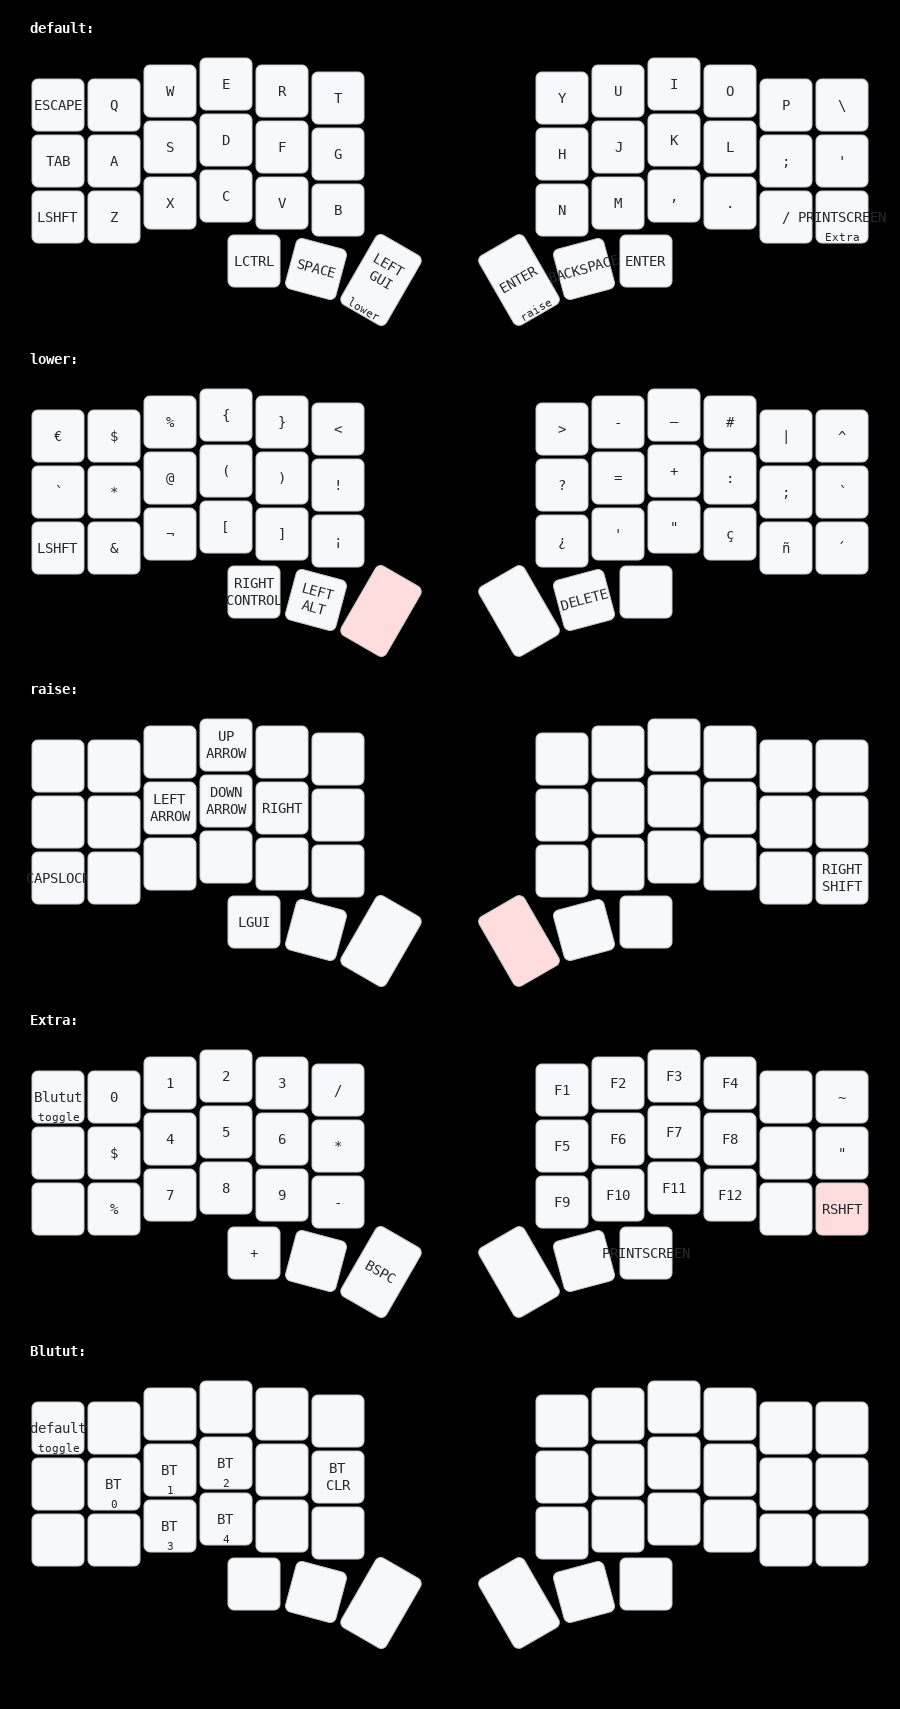 default:
ESCAPE Q W E R T Y U I O P \
TAB A S D F G H J K L ; '
LSHFT Z X C V B N M , . / PRINTSCREEN
Extra
LCTRL SPACE LEFT GUI ENTER BACKSPACE ENTER
lower raise
lower:
€ $ % { } < > - _ # | ^
` * @ ( ) ! ? = + : ; `
LSHFT & ¬ [ ] ¡ ¿ ' " ç ñ ´
RIGHT CONTROL LEFT ALT DELETE
raise:
UP ARROW
LEFT ARROW DOWN ARROW RIGHT
CAPSLOCK RIGHT SHIFT
LGUI
Extra:
Blutut 0 1 2 3 / F1 F2 F3 F4 ~
toggle
$ 4 5 6 * F5 F6 F7 F8 "
% 7 8 9 - F9 F10 F11 F12 RSHFT
+ BSPC PRINTSCREEN
Blutut:
default
toggle
BT 0 BT 1 BT 2 BT CLR
BT 3 BT 4